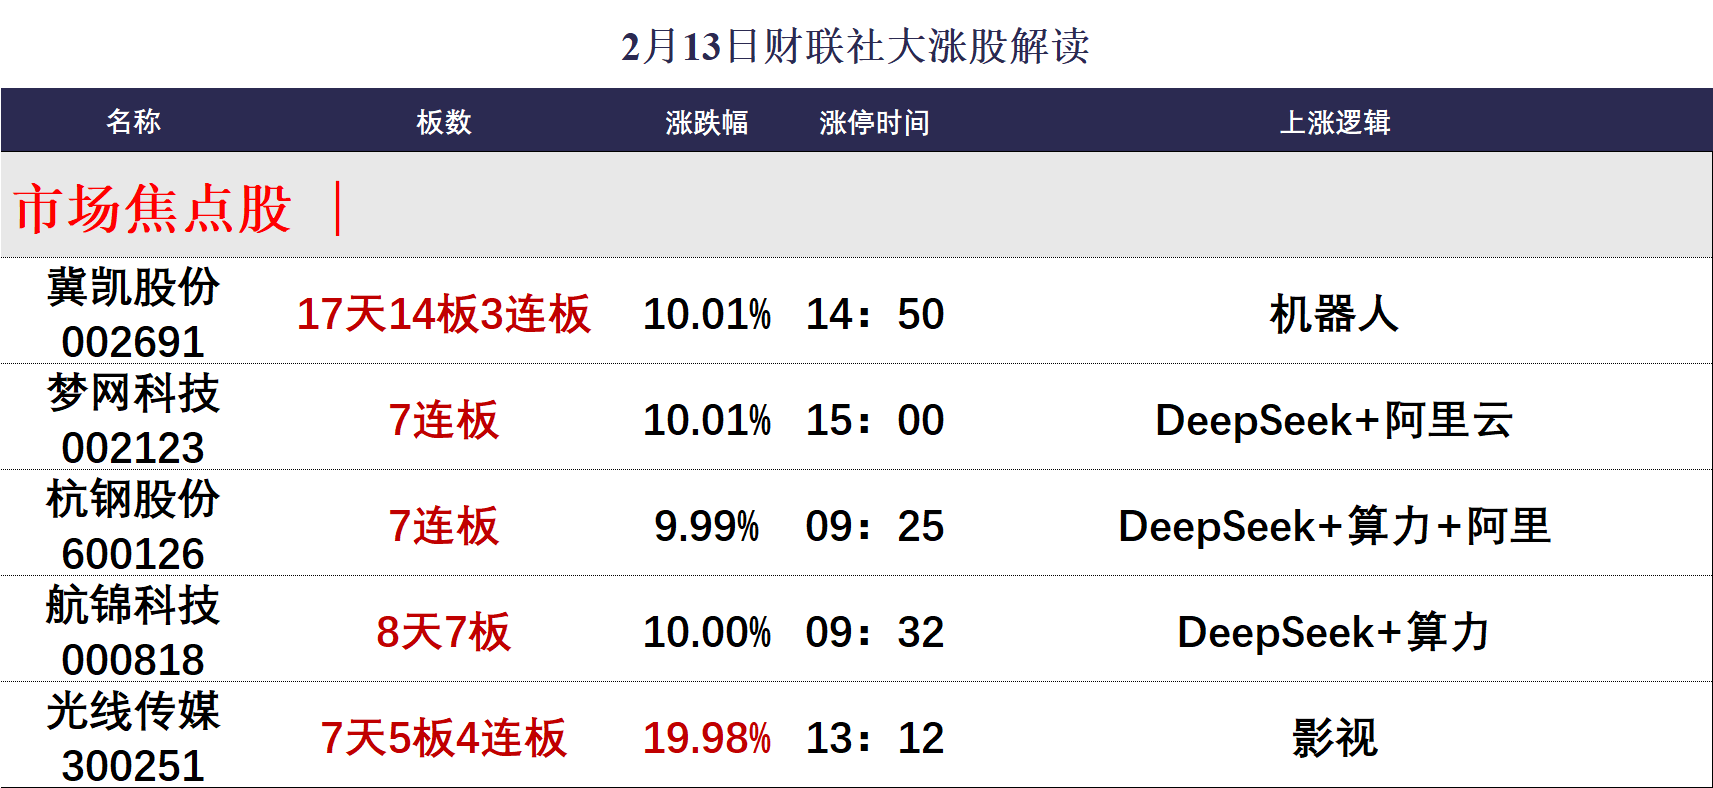 2月13日财联社大涨股解读
名称 板数 涨跌幅 涨停时间 上涨逻辑
市场焦点股 ｜
冀凯股份
002691 17天14板3连板 10.01% 14：50 机器人
梦网科技
002123 7连板 10.01% 15：00 DeepSeek+阿里云
杭钢股份
600126 7连板 9.99% 09：25 DeepSeek+算力+阿里
航锦科技
000818 8天7板 10.00% 09：32 DeepSeek+算力
光线传媒
300251 7天5板4连板 19.98% 13：12 影视